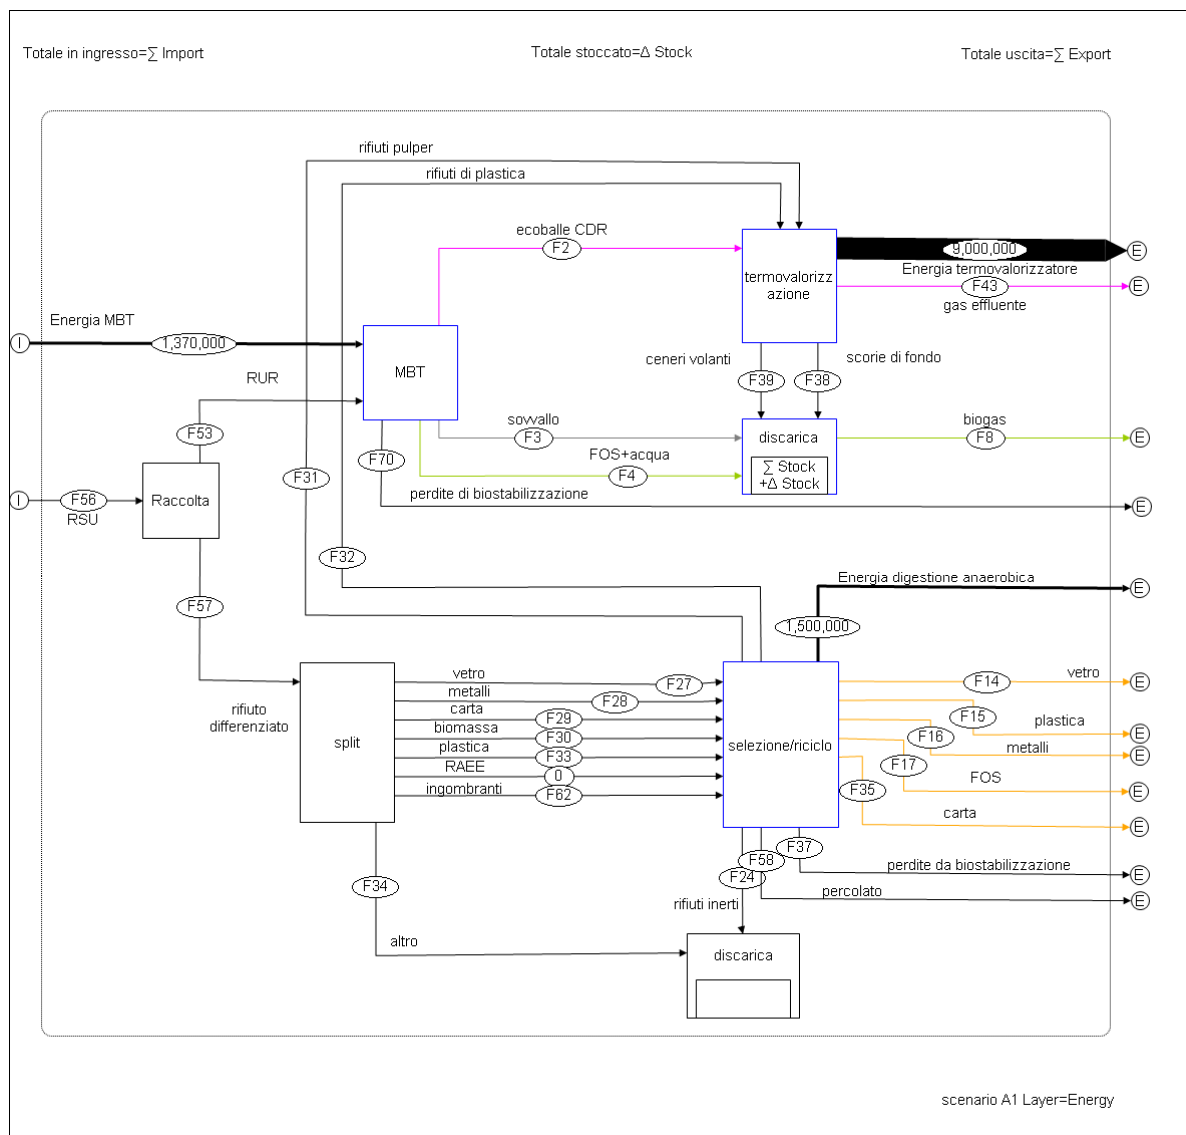 Totale in ingresso=∑ Import
Totale stoccato=Δ Stock
Totale uscita=∑ Export
rifiuti pulper
rifiuti di plastica
ecoballe CDR
F2
9,000,000
E
Energia termovalorizzatore
termovalorizz
azione
F43
E
gas effluente
Energia MBT
I
1,370,000
MBT
ceneri volanti
scorie di fondo
F39
F38
RUR
F53
sovvallo
F3
discarica
biogas
F8
E
∑ Stock
+Δ Stock
FOS+acqua
F4
F70
F31
perdite di biostabilizzazione
E
I
F56
RSU
Raccolta
F32
Energia digestione anaerobica
E
F57
1,500,000
rifiuto
differenziato
split
vetro
F27
metalli
F28
carta
F29
biomassa
F30
plastica
F33
RAEE
0
ingombranti
F62
selezione/riciclo
F14
vetro
E
F15
plastica
E
F16
metalli
E
F17
FOS
E
F35
carta
E
F37
F58
F24
perdite da biostabilizzazione
E
percolato
E
F34
rifiuti inerti
altro
discarica
scenario A1 Layer=Energy